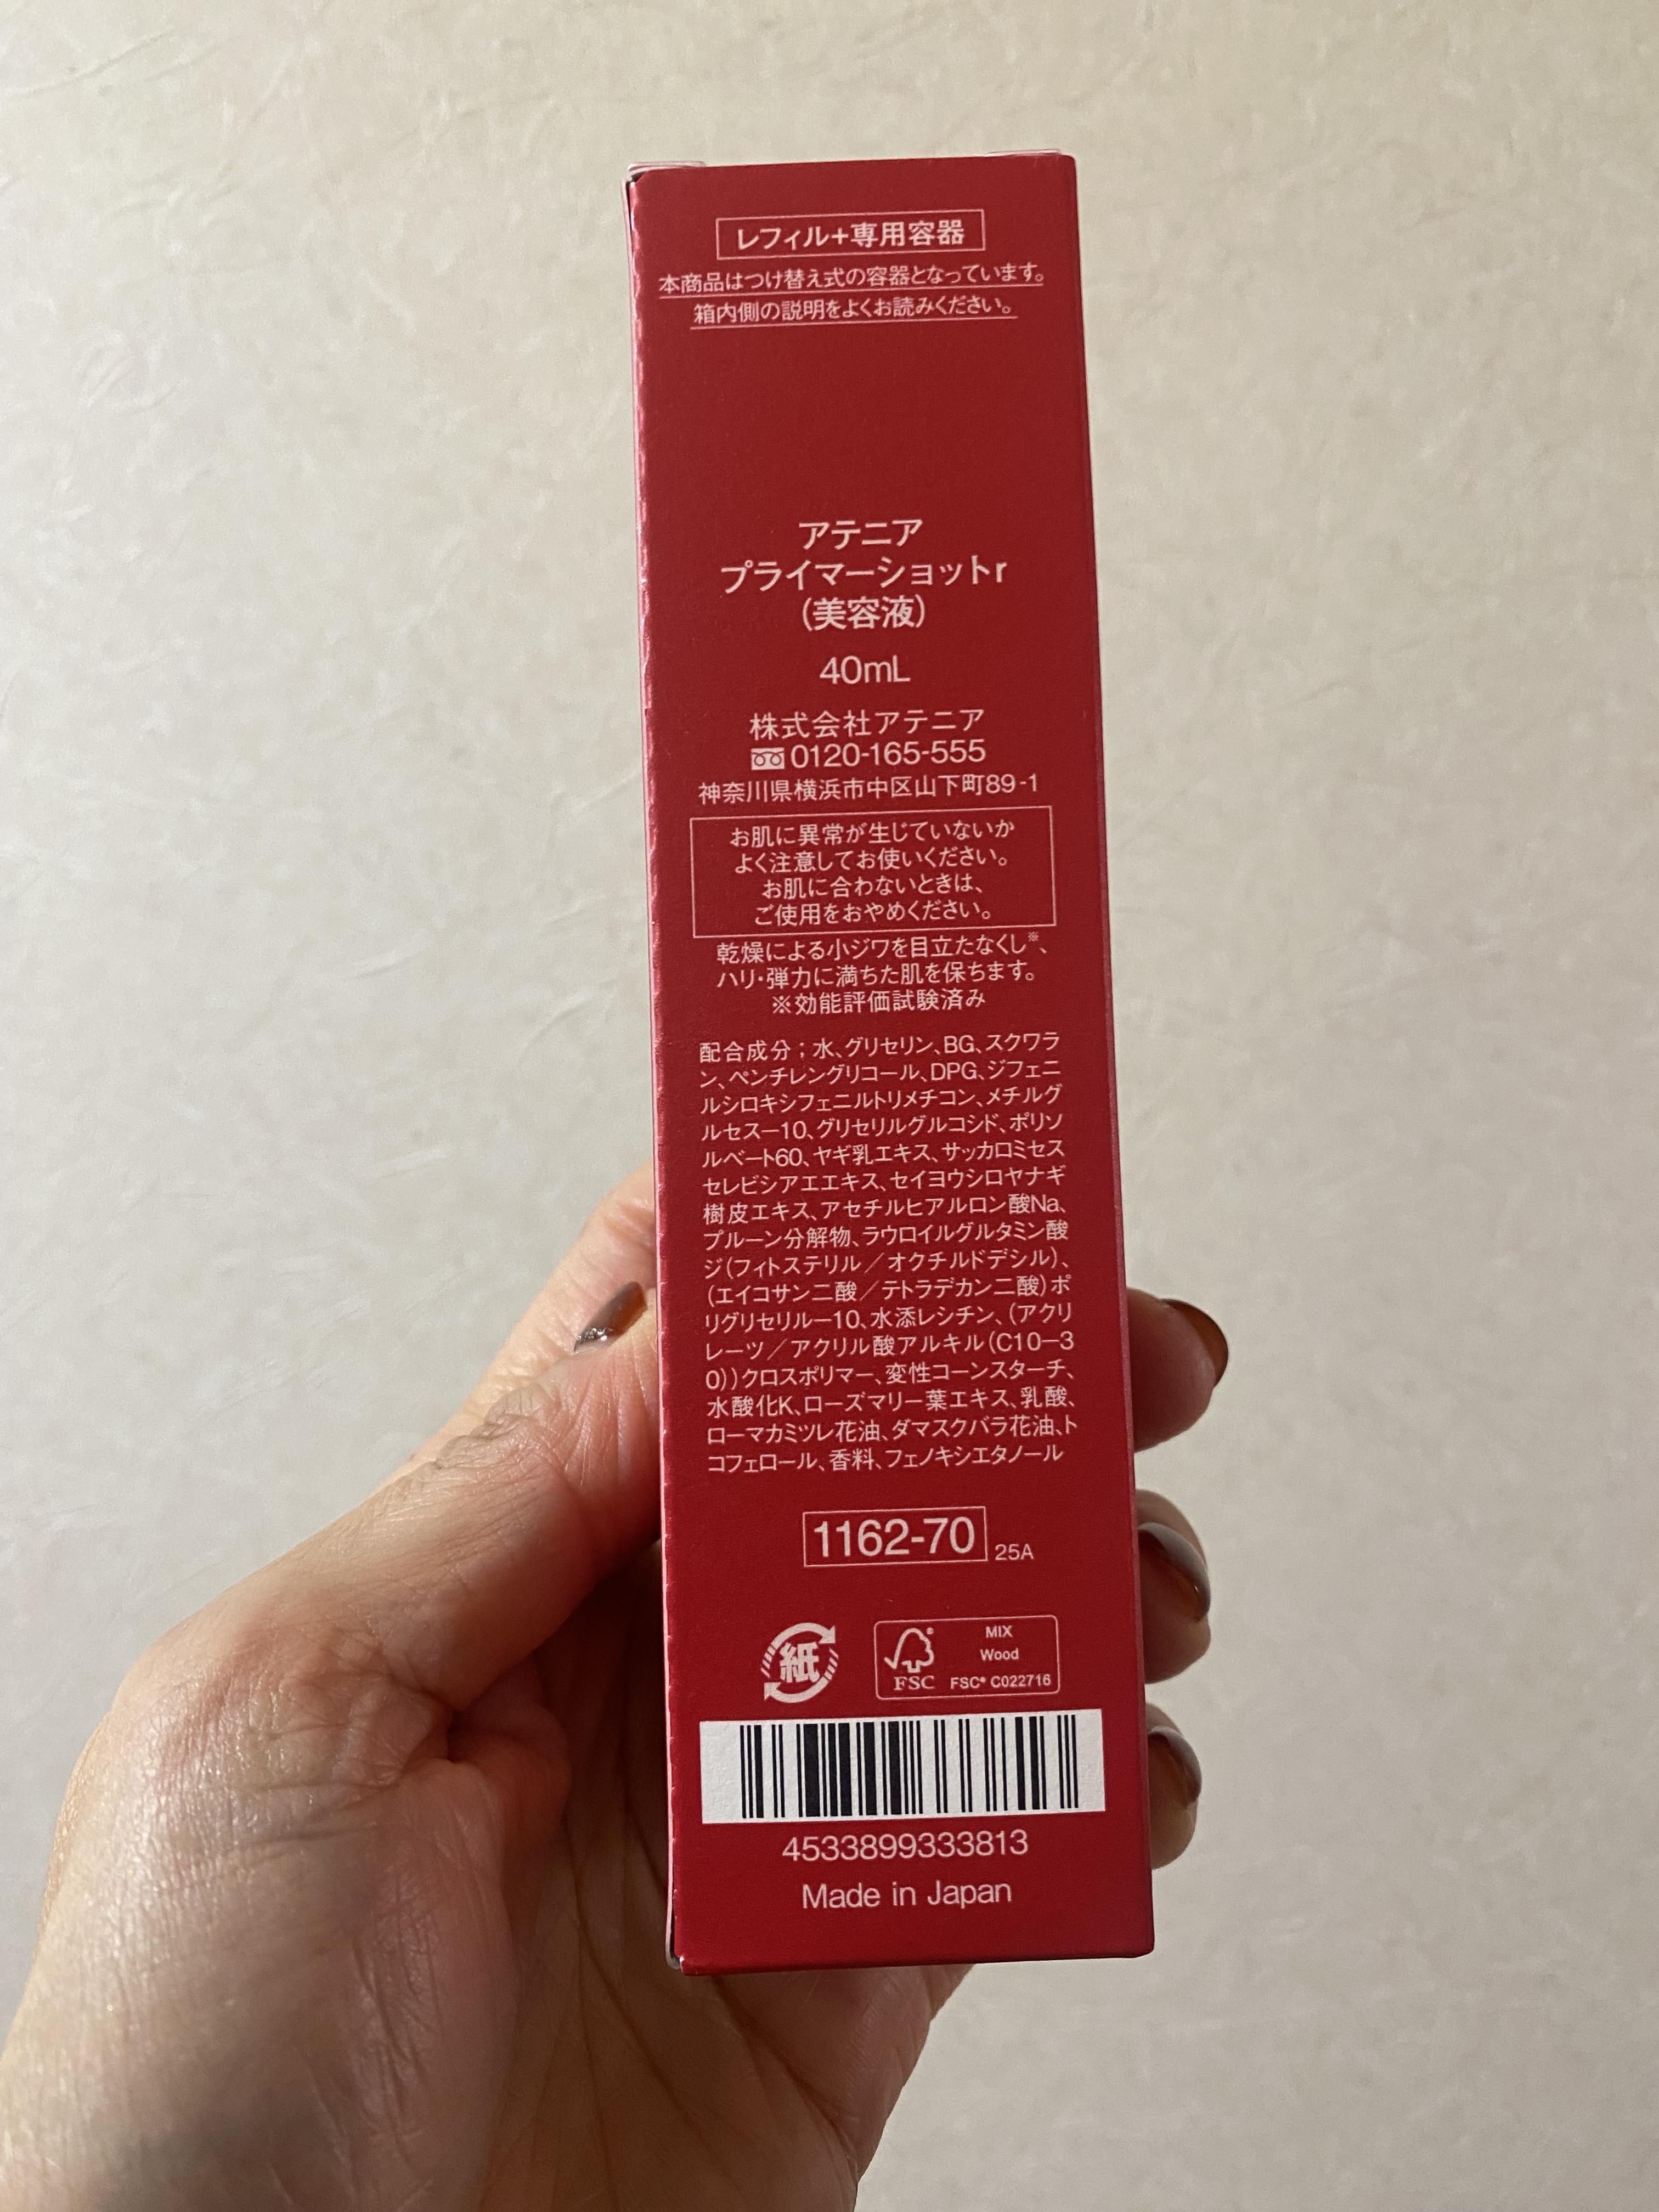 レフィル+専用容器
本商品はつけ替え式の容器となっています。
箱内側の説明をよくお読みください。
アテニア
プライマーショットr
(美容液)
40mL
株式会社アテニア
0120-165-555
神奈川県横浜市中区山下町89-1
お肌に異常が生じていないか
よく注意してお使いください。
お肌に合わないときは、
ご使用をおやめください。
乾燥による小ジワを目立たなくし※、
ハリ・弾力に満ちた肌を保ちます。
※効能評価試験済み
配合成分;水、グリセリン、BG、スクワラ
ン、ペンチレングリコール、DPG、ジフェニ
ルシロキシフェニルトリメチコン、メチルグ
ルセス-10、グリセリルグルコシド、ポリソ
ルベート60、ヤギ乳エキス、サッカロミセス
セレビシアエエキス、セイヨウシロヤナギ
樹皮エキス、アセチルヒアルロン酸Na、
プルーン分解物、ラウロイルグルタミン酸
ジ(フィトステリル/オクチルドデシル)、
(エイコサン二酸/テトラデカン二酸)ポ
リグリセリル-10、水添レシチン、(アクリ
レーツ/アクリル酸アルキル(C10-3
0))クロスポリマー、変性コーンスターチ、
水酸化K、ローズマリー葉エキス、乳酸、
ローマカミツレ花油、ダマスクバラ花油、ト
コフェロール、香料、フェノキシエタノール
1162-70 25A
紙
FSC® MIX
Wood
FSC FSC® C022716
4533899333813
Made in Japan